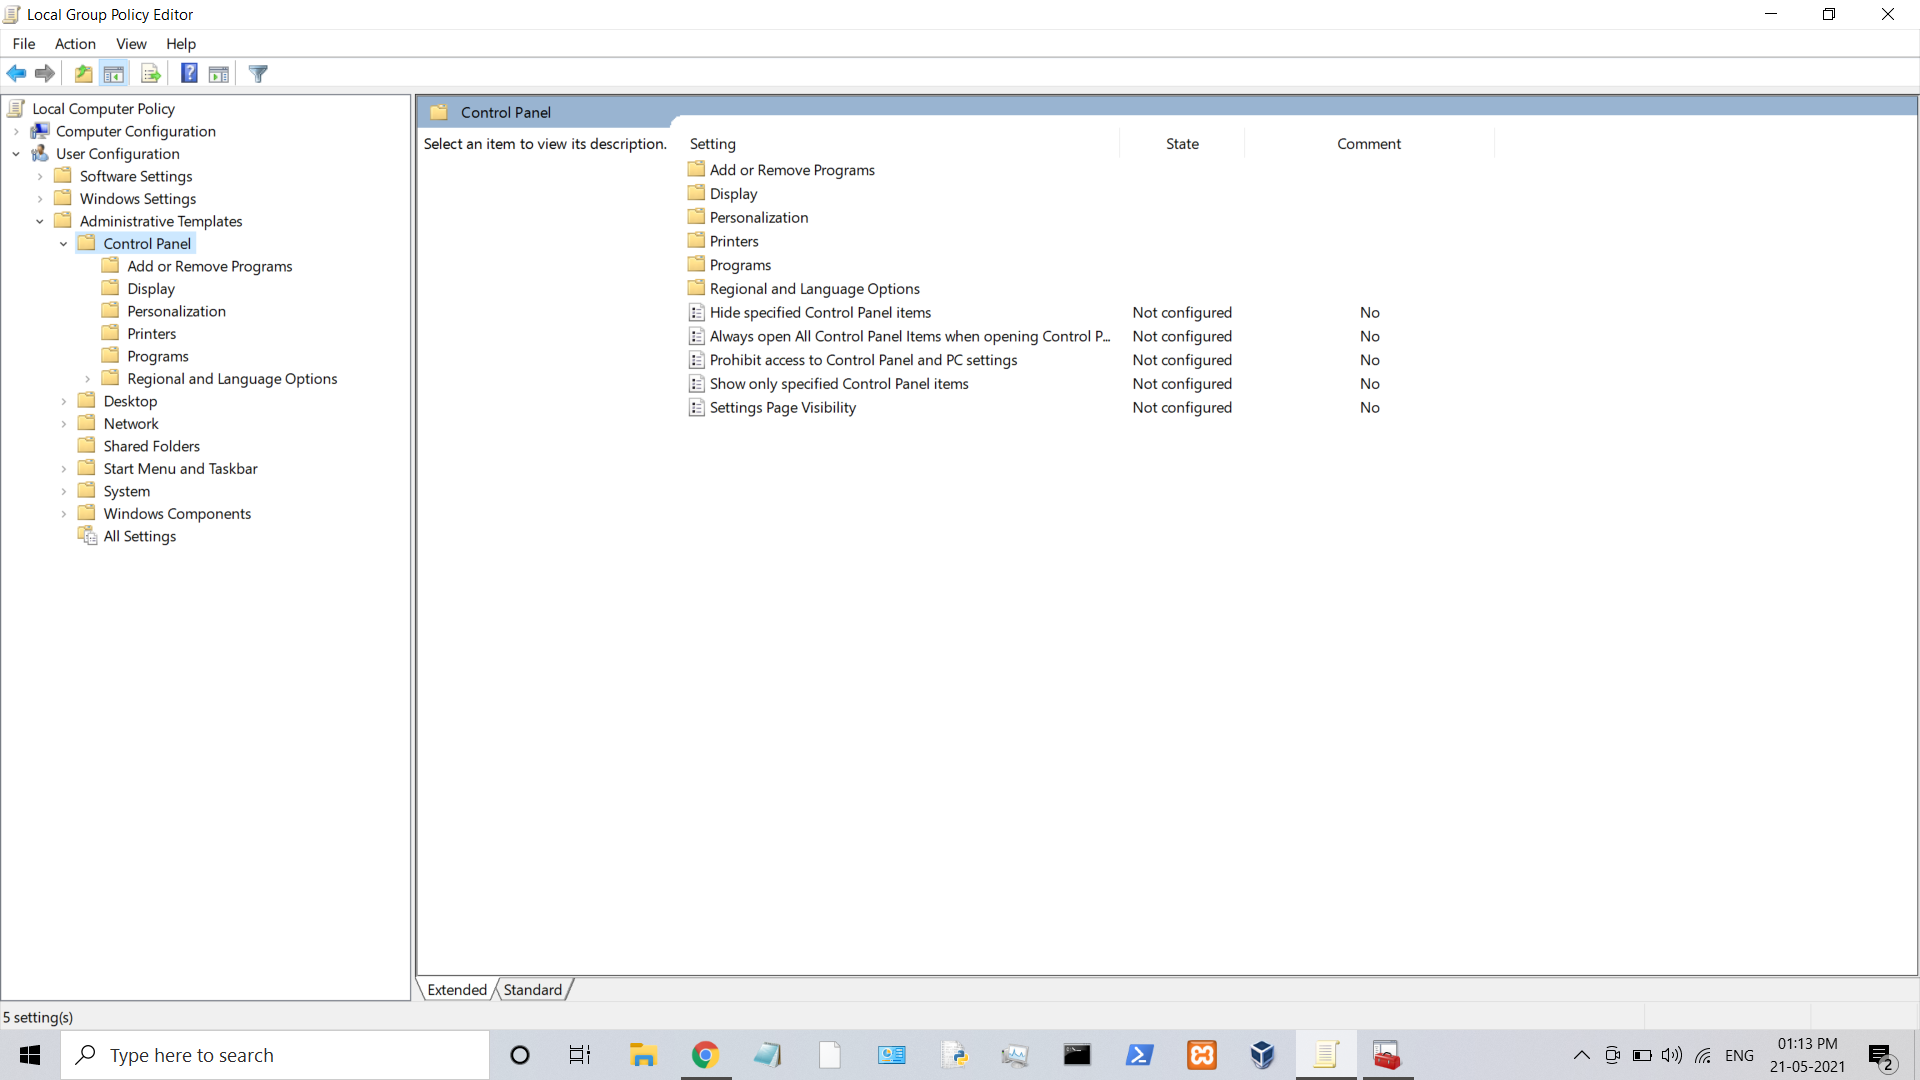 Local Group Policy Editor
File Action View Help
Local Computer Policy
Computer Configuration
User Configuration
Software Settings
Windows Settings
Administrative Templates
Control Panel
Add or Remove Programs
Display
Personalization
Printers
Programs
Regional and Language Options
Desktop
Network
Shared Folders
Start Menu and Taskbar
System
Windows Components
All Settings
Control Panel
Select an item to view its description.
Setting State Comment
Add or Remove Programs
Display
Personalization
Printers
Programs
Regional and Language Options
Hide specified Control Panel items Not configured No
Always open All Control Panel Items when opening Control P... Not configured No
Prohibit access to Control Panel and PC settings Not configured No
Show only specified Control Panel items Not configured No
Settings Page Visibility Not configured No
Extended Standard
5 setting(s)
Type here to search
ENG
01:13 PM
21-05-2021
2